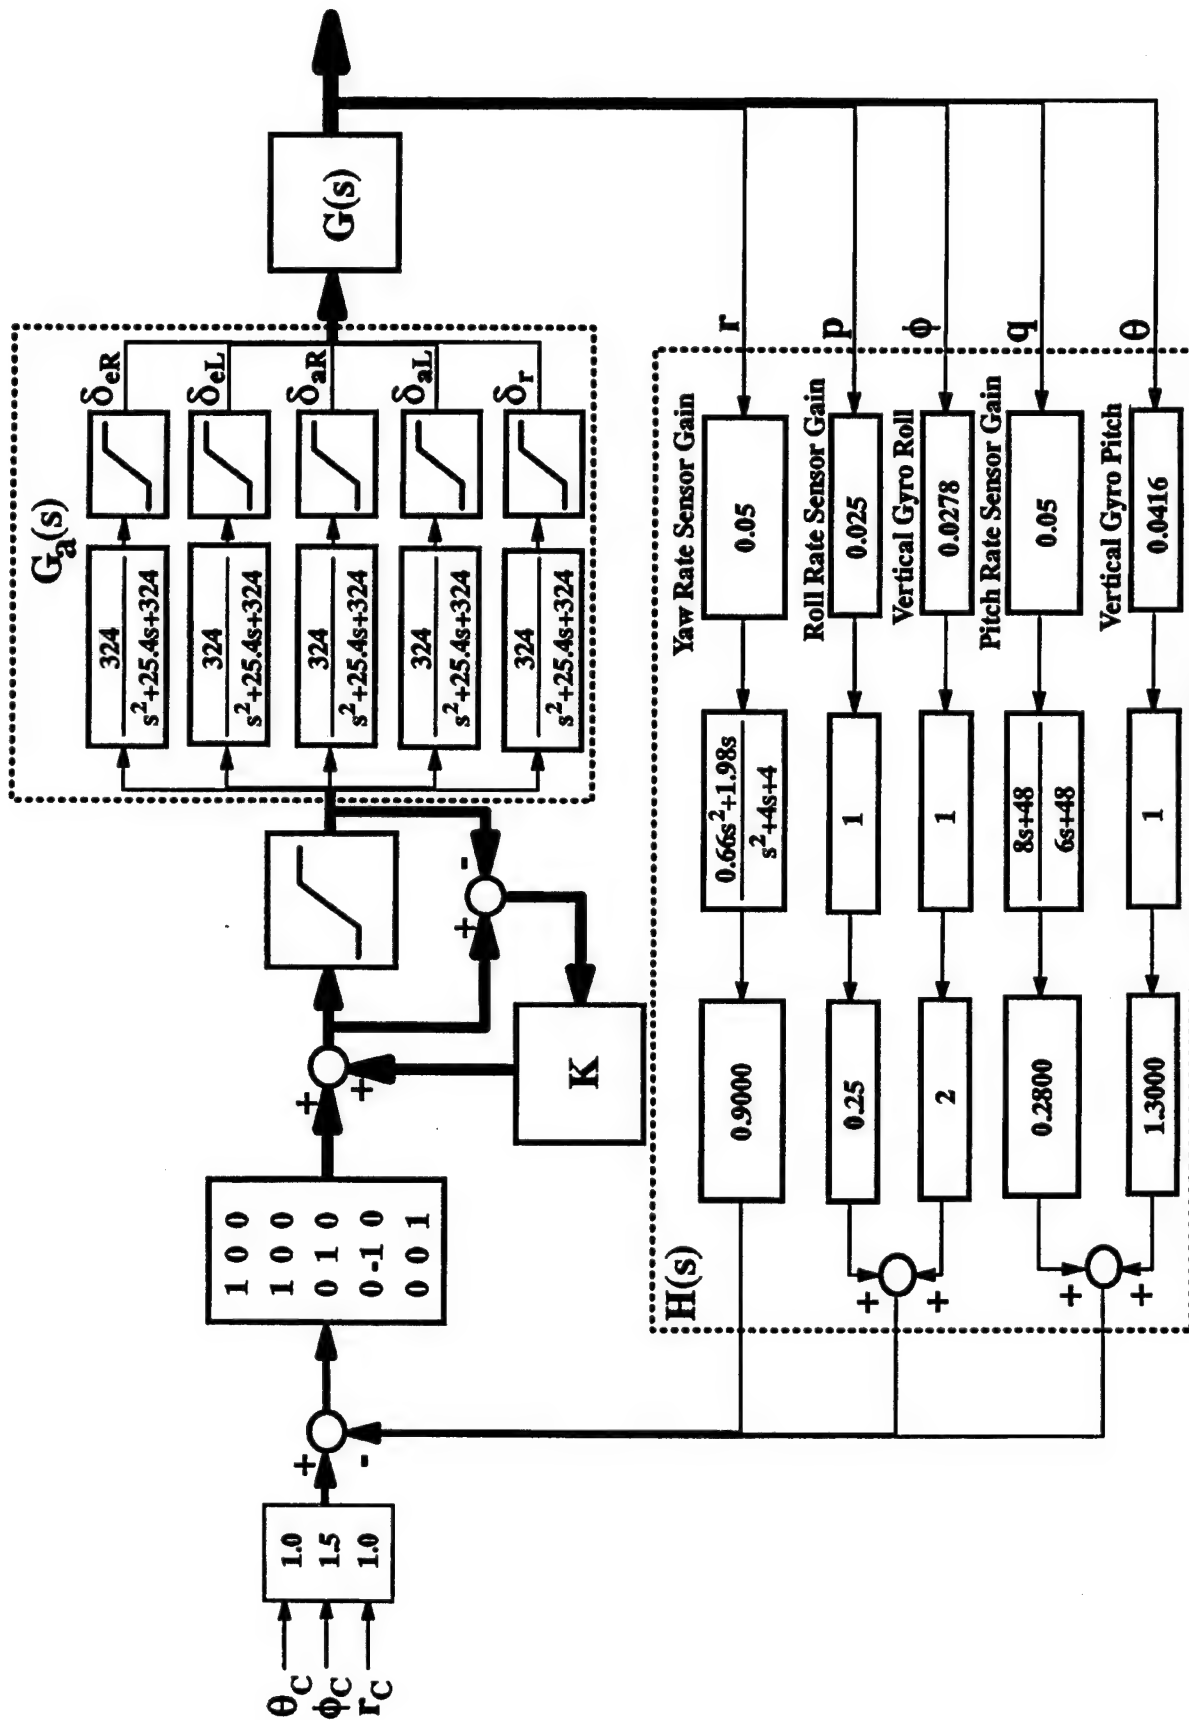 θC
ϕC
rC
1.0
1.5
1.0
+
-
1 0 0
1 0 0
0 1 0
0 -1 0
0 0 1
+
+
+
-
K
Ga(s)
324
s²+25.4s+324
δeR
324
s²+25.4s+324
δeL
324
s²+25.4s+324
δaR
324
s²+25.4s+324
δaL
324
s²+25.4s+324
δr
G(s)
H(s)
Yaw Rate Sensor Gain
0.9000
0.66s²+1.98s
s²+4s+4
0.05
r
Roll Rate Sensor Gain
0.25
1
0.025
p
+
+
Vertical Gyro Roll
2
1
0.0278
ϕ
Pitch Rate Sensor Gain
0.2800
8s+48
6s+48
0.05
q
+
+
Vertical Gyro Pitch
1.3000
1
0.0416
θ